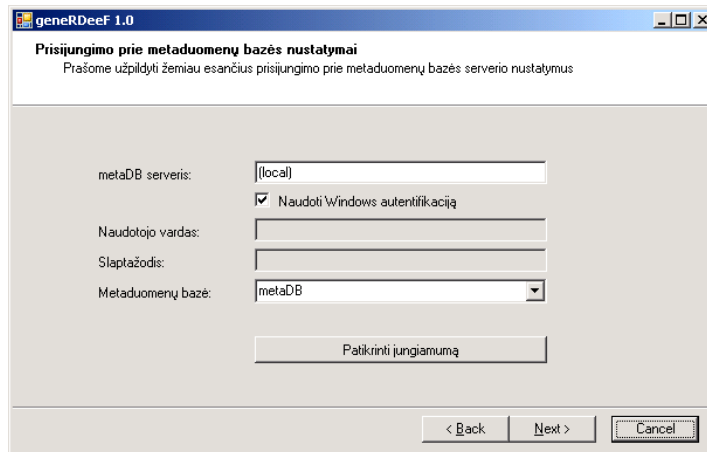 geneRDeeF 1.0
Prisijungimo prie metaduomenų bazės nustatymai
Prašome užpildyti žemiau esančius prisijungimo prie metaduomenų bazės serverio nustatymus
metaDB serveris: (local)
Naudoti Windows autentifikaciją
Naudotojo vardas:
Slaptažodis:
Metaduomenų bazė: metaDB
Patikrinti jungiamumą
< Back Next > Cancel